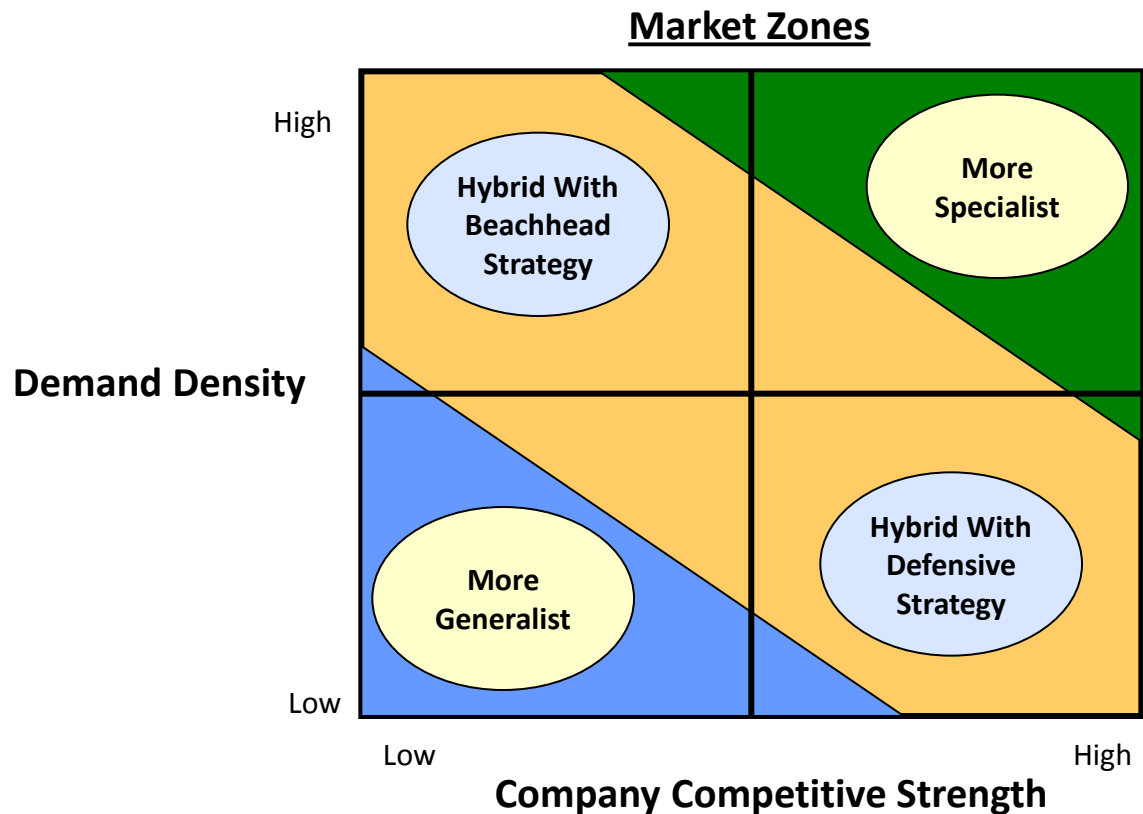 Market Zones
High
Hybrid With
Beachhead
Strategy
More
Specialist
Demand Density
Hybrid With
Defensive
Strategy
More
Generalist
Low
Low
High
Company Competitive Strength